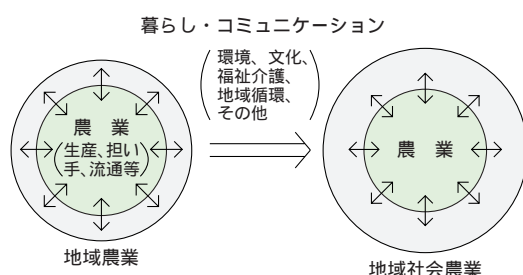 暮らし・コミュニケーション
(環境、文化、
福祉介護、
地域循環、
その他)
農　業
(生産、担い
手、流通等)
農　業
地域農業
地域社会農業